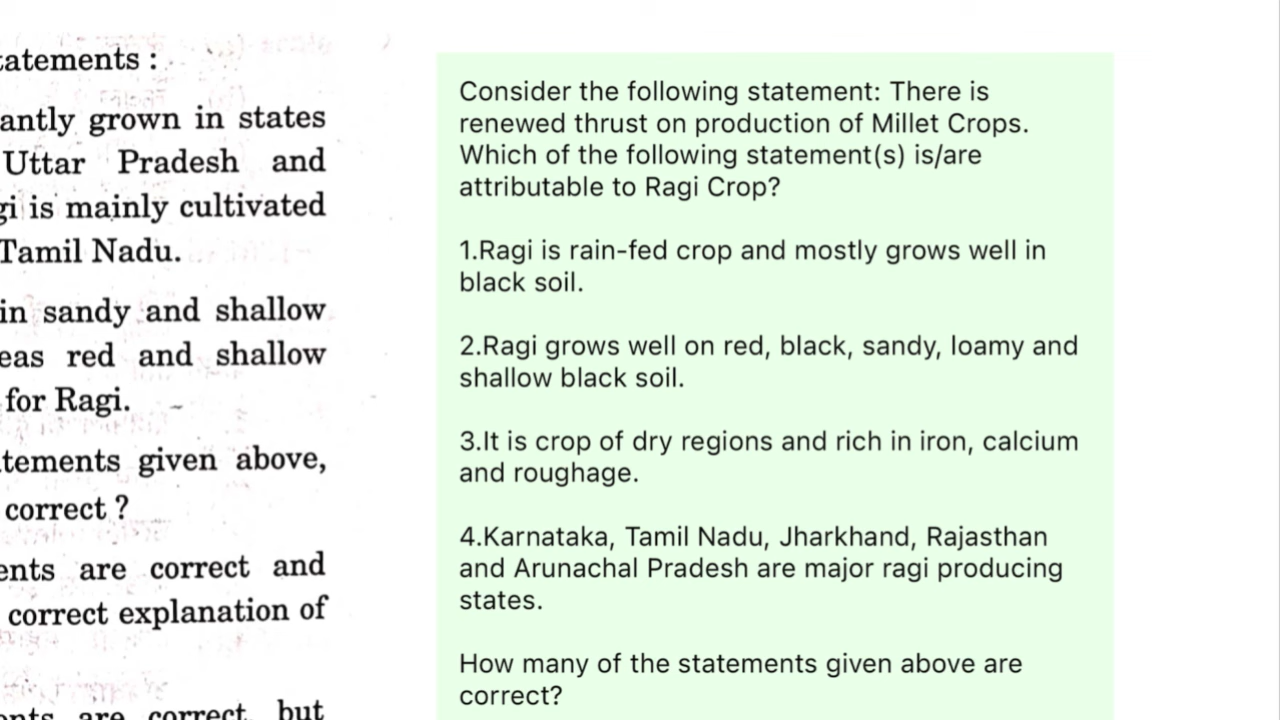 tatements :
antly grown in states
Uttar Pradesh and
gi is mainly cultivated
Tamil Nadu.
in sandy and shallow
eas red and shallow
for Ragi.
tements given above,
correct ?
ents are correct and
correct explanation of
ents are correct, but
Consider the following statement: There is
renewed thrust on production of Millet Crops.
Which of the following statement(s) is/are
attributable to Ragi Crop?
1.Ragi is rain-fed crop and mostly grows well in
black soil.
2.Ragi grows well on red, black, sandy, loamy and
shallow black soil.
3.It is crop of dry regions and rich in iron, calcium
and roughage.
4.Karnataka, Tamil Nadu, Jharkhand, Rajasthan
and Arunachal Pradesh are major ragi producing
states.
How many of the statements given above are
correct?